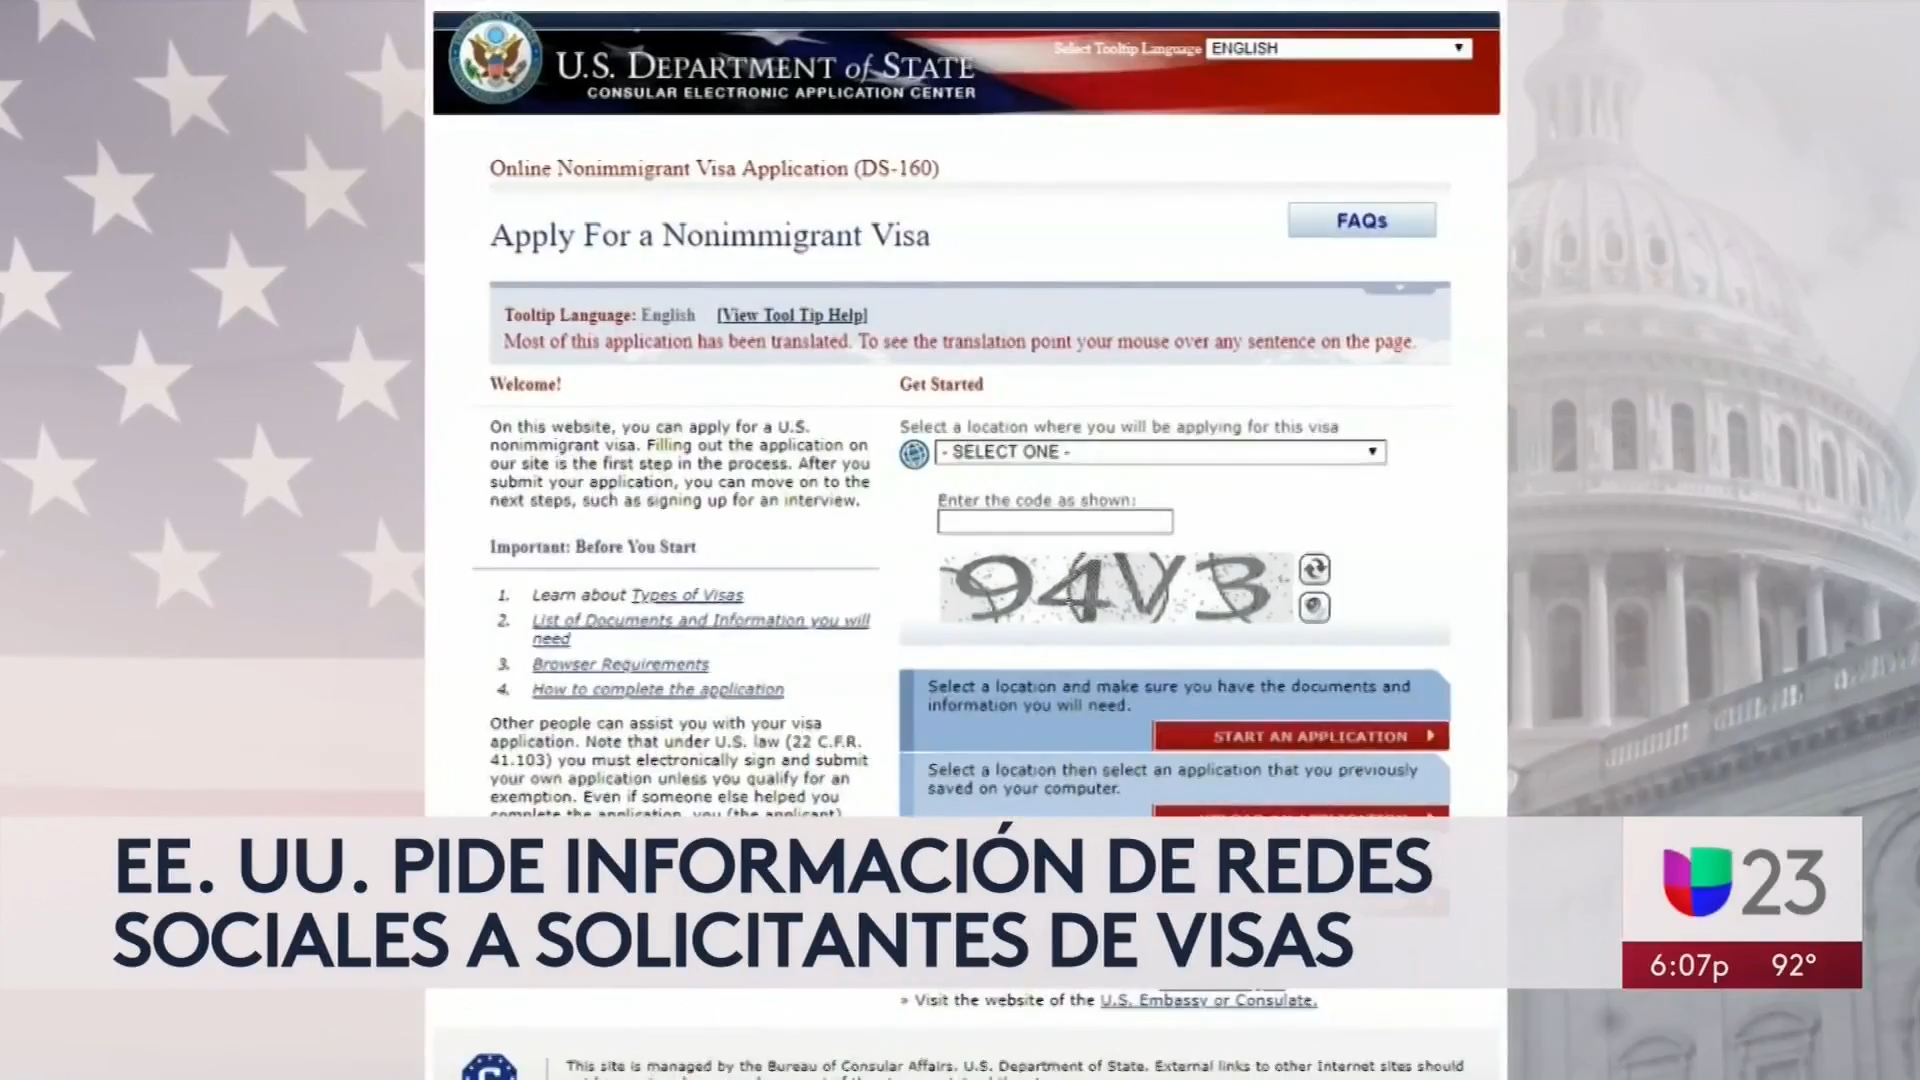 U.S. DEPARTMENT of STATE
CONSULAR ELECTRONIC APPLICATION CENTER
Select Tooltip Language ENGLISH
Online Nonimmigrant Visa Application (DS-160)
Apply For a Nonimmigrant Visa
FAQs
Tooltip Language: English [View Tool Tip Help]
Most of this application has been translated. To see the translation point your mouse over any sentence on the page.
Welcome!
On this website, you can apply for a U.S.
nonimmigrant visa. Filling out the application on
our site is the first step in the process. After you
submit your application, you can move on to the
next steps, such as signing up for an interview.
Important: Before You Start
1. Learn about Types of Visas
2. List of Documents and Information you will
need
3. Browser Requirements
4. How to complete the application
Other people can assist you with your visa
application. Note that under U.S. law (22 C.F.R.
41.103) you must electronically sign and submit
your own application unless you qualify for an
exemption. Even if someone else helped you
complete the application, you (the applicant)
Get Started
Select a location where you will be applying for this visa
- SELECT ONE -
Enter the code as shown:
94V3
Select a location and make sure you have the documents and
information you will need.
START AN APPLICATION
Select a location then select an application that you previously
saved on your computer.
EE. UU. PIDE INFORMACIÓN DE REDES
SOCIALES A SOLICITANTES DE VISAS
23
6:07p 92°
» Visit the website of the U.S. Embassy or Consulate.
This site is managed by the Bureau of Consular Affairs, U.S. Department of State. External links to other Internet sites should